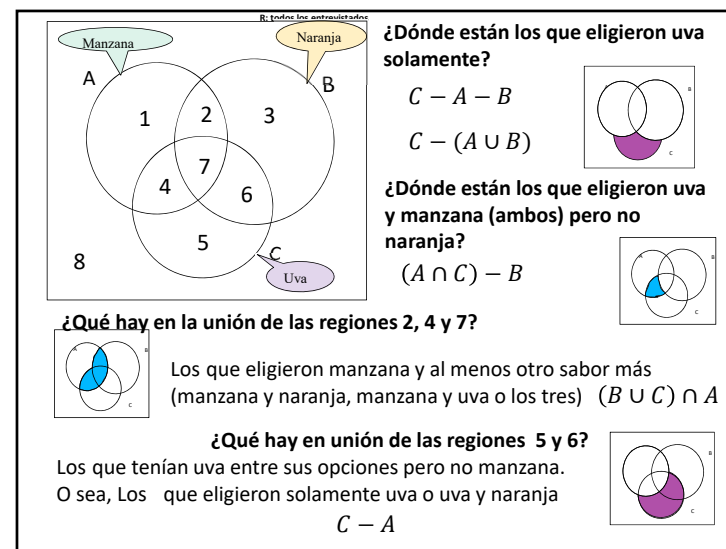 R: todos los entrevistados
Manzana
Naranja
A
B
1
2
3
7
4
6
5
8
C
Uva
¿Dónde están los que eligieron uva
solamente?
C − A − B
C − (A ∪ B)
B
C
¿Dónde están los que eligieron uva
y manzana (ambos) pero no
naranja?
(A ∩ C) − B
A
B
C
¿Qué hay en la unión de las regiones 2, 4 y 7?
A
B
C
Los que eligieron manzana y al menos otro sabor más
(manzana y naranja, manzana y uva o los tres) (B ∪ C) ∩ A
¿Qué hay en unión de las regiones 5 y 6?
Los que tenían uva entre sus opciones pero no manzana.
O sea, Los que eligieron solamente uva o uva y naranja
C − A
B
C